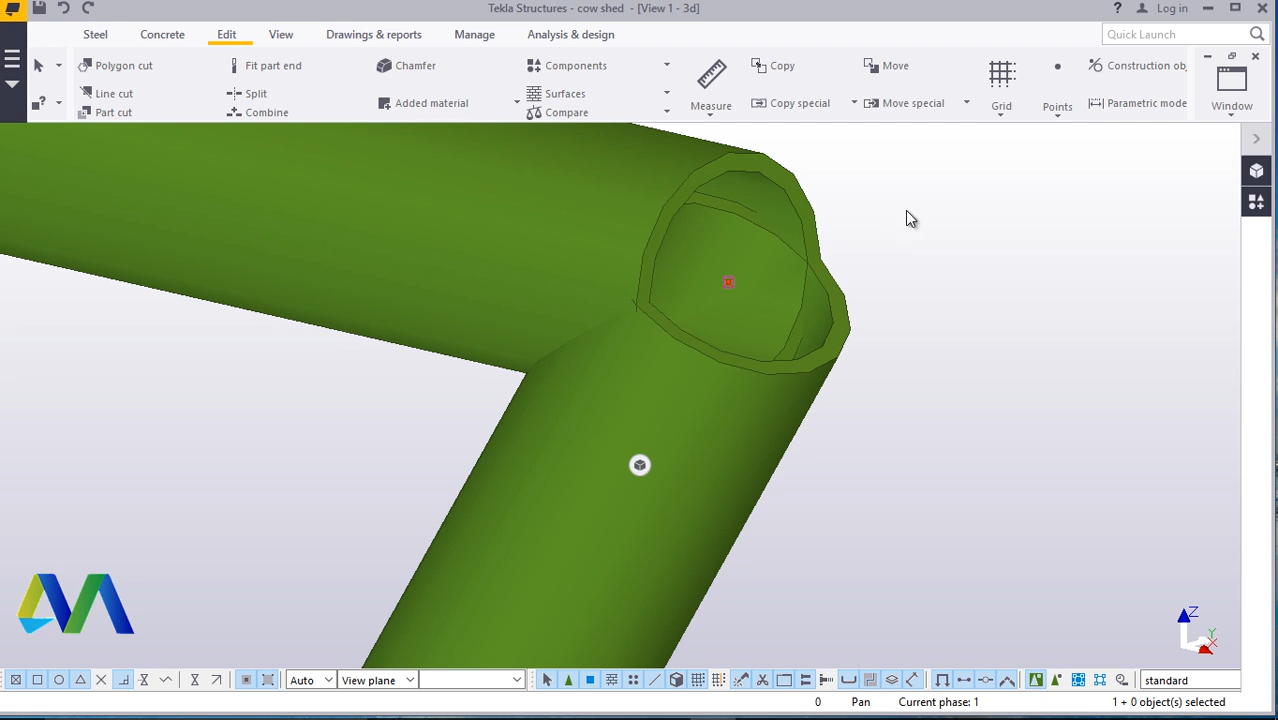 Tekla Structures - cow shed - [View 1 - 3d]
? Log in
Steel Concrete Edit View Drawings & reports Manage Analysis & design Quick Launch
Polygon cut Fit part end Chamfer Components Copy Move Construction obj
Line cut Split Added material Surfaces Measure Copy special Move special Grid Points Parametric mode Window
Part cut Combine Compare
Z
Y
X
Auto View plane standard
0 Pan Current phase: 1 1 + 0 object(s) selected